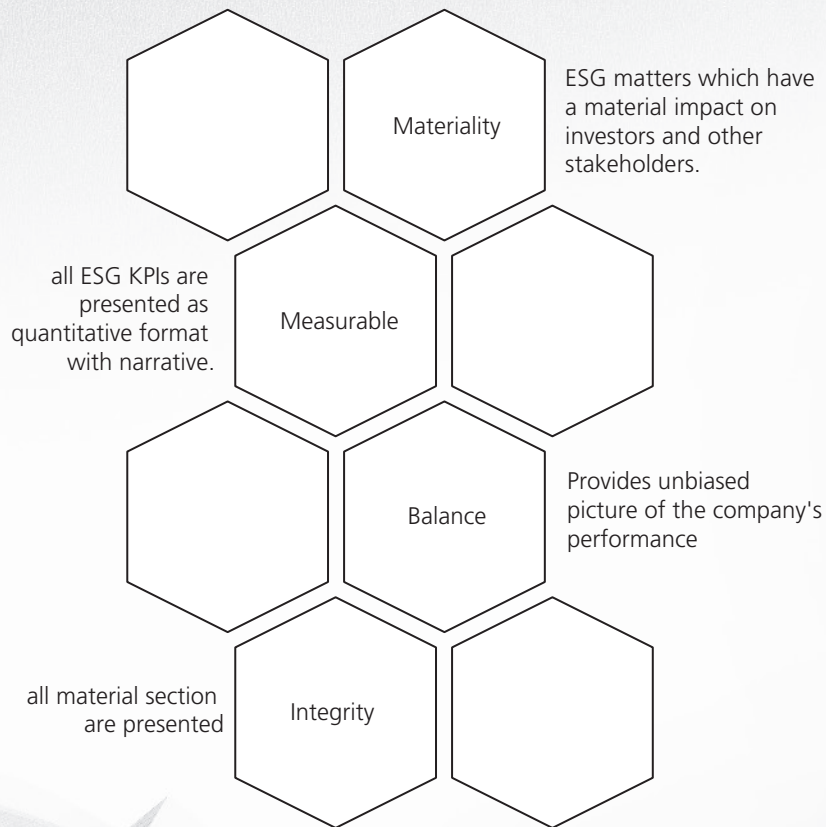 Materiality
ESG matters which have
a material impact on
investors and other
stakeholders.
all ESG KPIs are
presented as
quantitative format
with narrative.
Measurable
Balance
Provides unbiased
picture of the company's
performance
all material section
are presented
Integrity